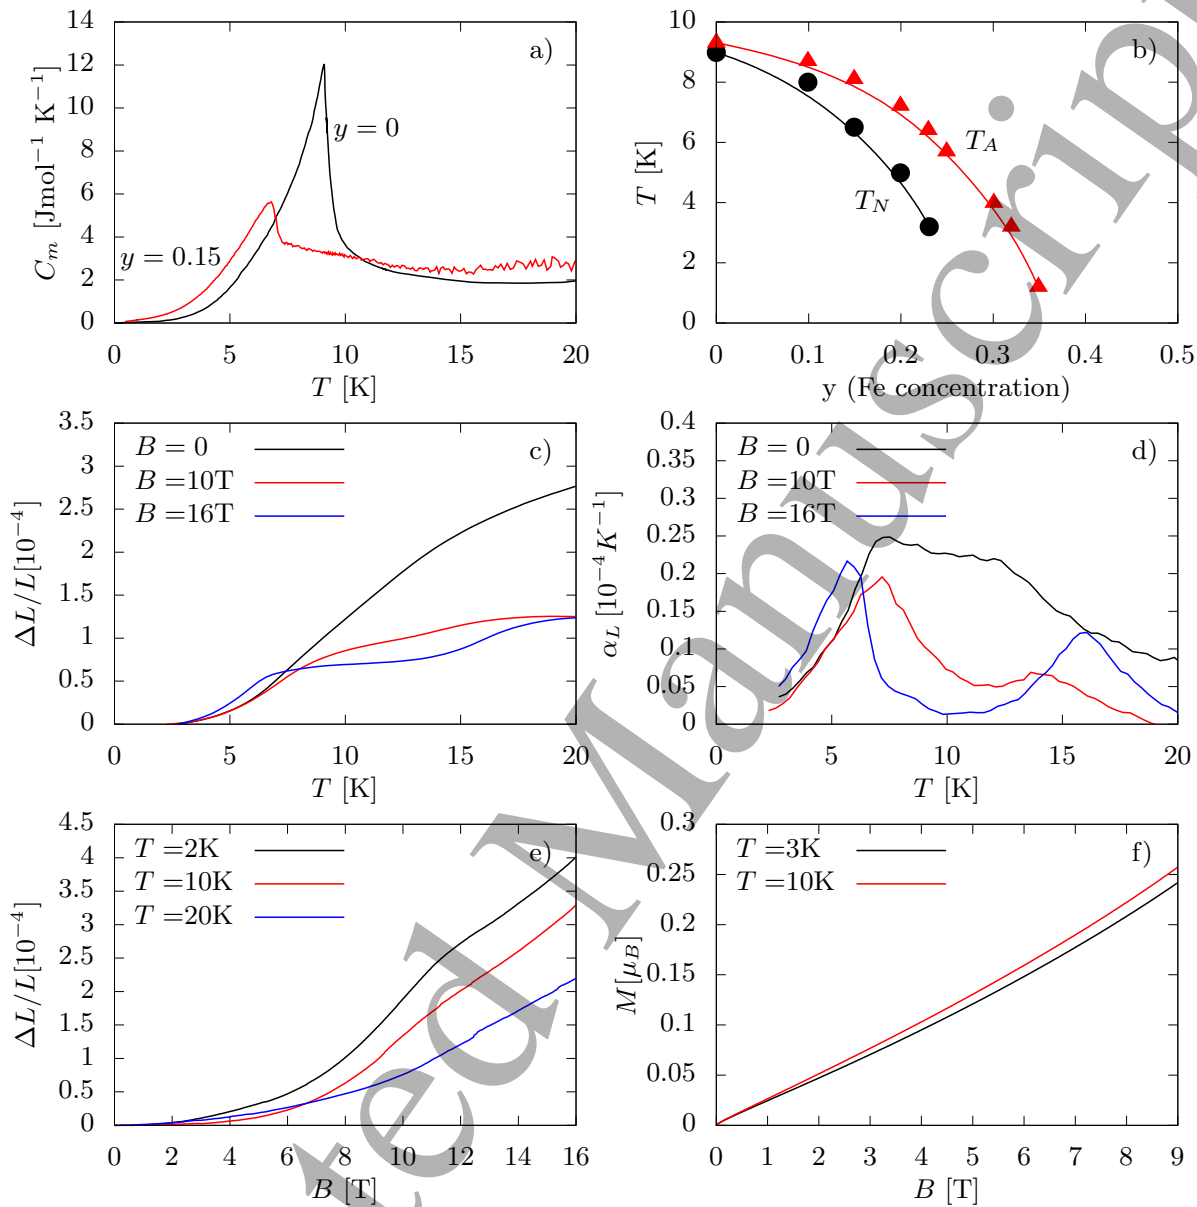 a)
C_m [Jmol⁻¹ K⁻¹]
14
12
10
8
6
4
2
0
y = 0
y = 0.15
0 5 10 15 20
T [K]
b)
T [K]
10
8
6
4
2
0
T_A
T_N
0 0.1 0.2 0.3 0.4 0.5
y (Fe concentration)
c)
ΔL/L[10⁻⁴]
3.5
3
2.5
2
1.5
1
0.5
0
B = 0
B =10T
B =16T
0 5 10 15 20
T [K]
d)
α_L [10⁻⁴K⁻¹]
0.4
0.35
0.3
0.25
0.2
0.15
0.1
0.05
0
B = 0
B =10T
B =16T
0 5 10 15 20
T [K]
e)
ΔL/L[10⁻⁴]
4.5
4
3.5
3
2.5
2
1.5
1
0.5
0
T =2K
T =10K
T =20K
0 2 4 6 8 10 12 14 16
B [T]
f)
M[μ_B]
0.3
0.25
0.2
0.15
0.1
0.05
0
T =3K
T =10K
0 1 2 3 4 5 6 7 8 9
B [T]
ted Manuscrip